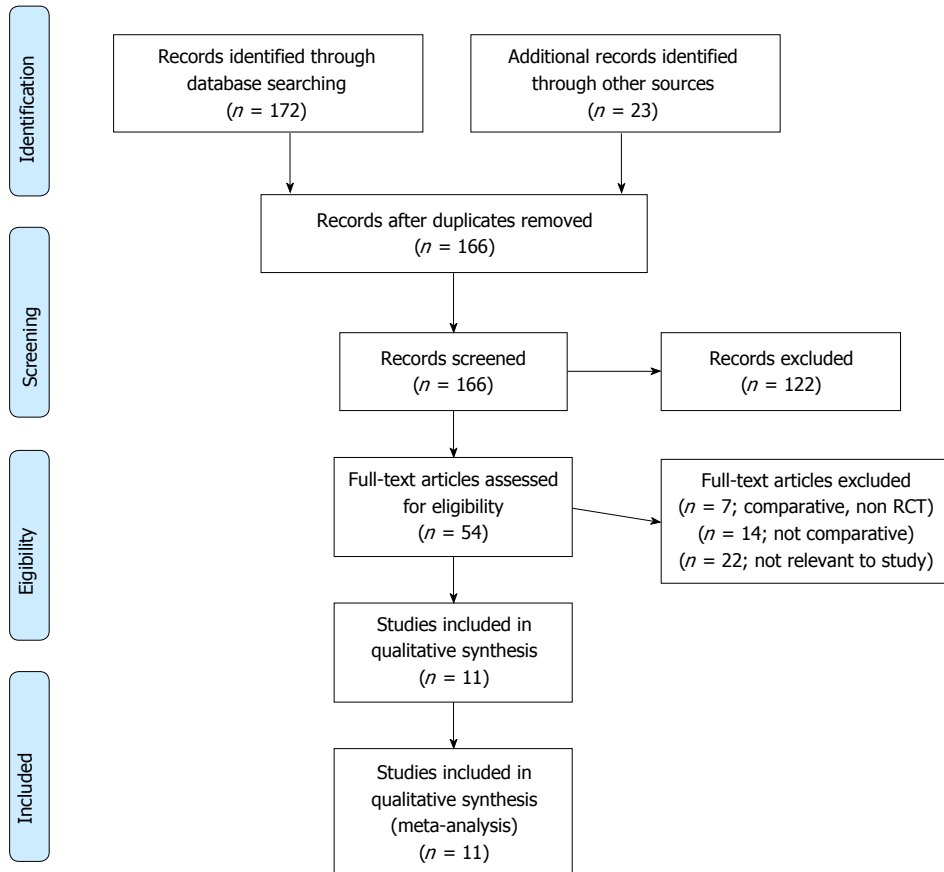 Identification
Records identified through
database searching
(n = 172)
Additional records identified
through other sources
(n = 23)
Records after duplicates removed
(n = 166)
Screening
Records screened
(n = 166)
Records excluded
(n = 122)
Eigibility
Full-text articles assessed
for eligibility
(n = 54)
Full-text articles excluded
(n = 7; comparative, non RCT)
(n = 14; not comparative)
(n = 22; not relevant to study)
Studies included in
qualitative synthesis
(n = 11)
Included
Studies included in
qualitative synthesis
(meta-analysis)
(n = 11)